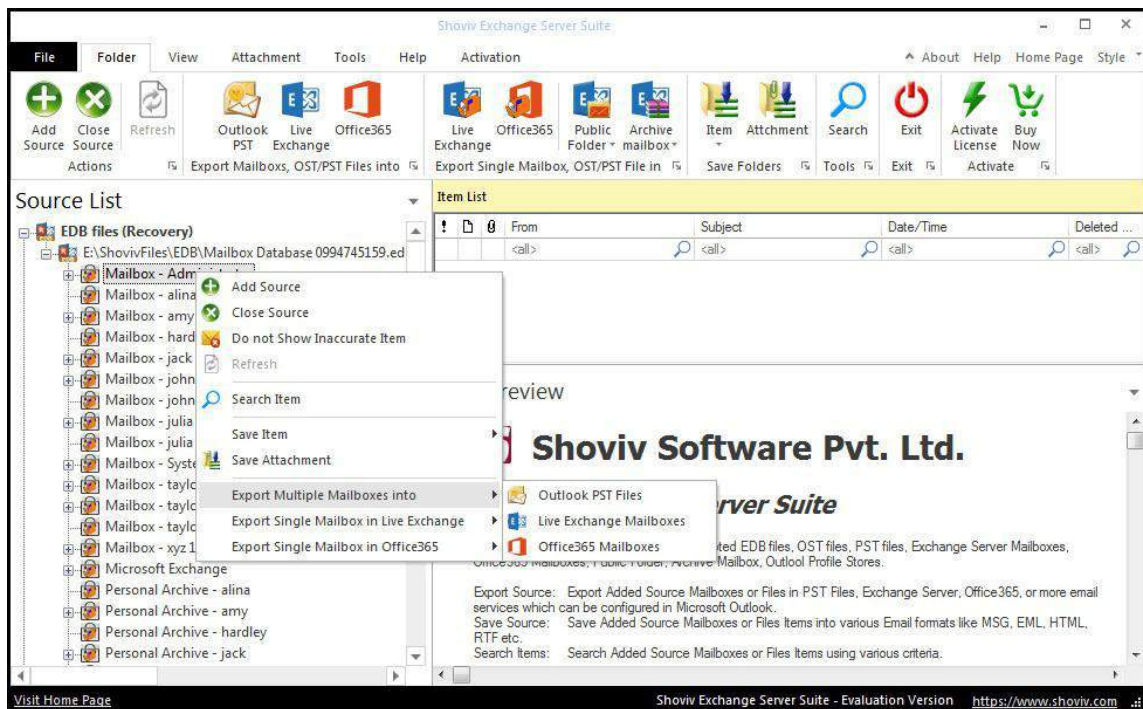 Shoviv Exchange Server Suite
File Folder View Attachment Tools Help Activation About Help Home Page Style
Add Source
Close Source
Refresh
Outlook PST
Live Exchange
Office365
Live Exchange
Office365
Public Folder
Archive mailbox
Item
Attchment
Search
Exit
Activate License
Buy Now
Actions
Export Mailboxs, OST/PST Files into
Export Single Mailbox, OST/PST File in
Save Folders
Tools
Exit
Activate
Source List
EDB files (Recovery)
E:\ShovivFiles\EDB\Mailbox Database 0994745159.ed
Mailbox -
Mailbox - alina
Mailbox - amy
Mailbox - hard
Mailbox - jack
Mailbox - john
Mailbox - john
Mailbox - julia
Mailbox - julia
Mailbox - Syste
Mailbox - taylo
Mailbox - taylo
Mailbox - taylo
Mailbox - xyz1
Microsoft Exchange
Personal Archive - alina
Personal Archive - amy
Personal Archive - hardley
Personal Archive - jack
Add Source
Close Source
Do not Show Inaccurate Item
Refresh
Search Item
Save Item
Save Attachment
Export Multiple Mailboxes into
Export Single Mailbox in Live Exchange
Export Single Mailbox in Office365
Outlook PST Files
Live Exchange Mailboxes
Office365 Mailboxes
Item List
! From Subject Date/Time Deleted ...
<all> <all> <all> <all>
review
Shoviv Software Pvt. Ltd.
rver Suite
ted EDB files, OST files, PST files, Exchange Server Mailboxes,
Office365 Mailboxes, Public Folder, Archive Mailbox, Outlool Profile Stores.
Export Source: Export Added Source Mailboxes or Files in PST Files, Exchange Server, Office365, or more email
services which can be configured in Microsoft Outlook.
Save Source: Save Added Source Mailboxes or Files Items into various Email formats like MSG, EML, HTML,
RTF etc.
Search Items: Search Added Source Mailboxes or Files Items using various criteria.
Visit Home Page
Shoviv Exchange Server Suite - Evaluation Version https://www.shoviv.com